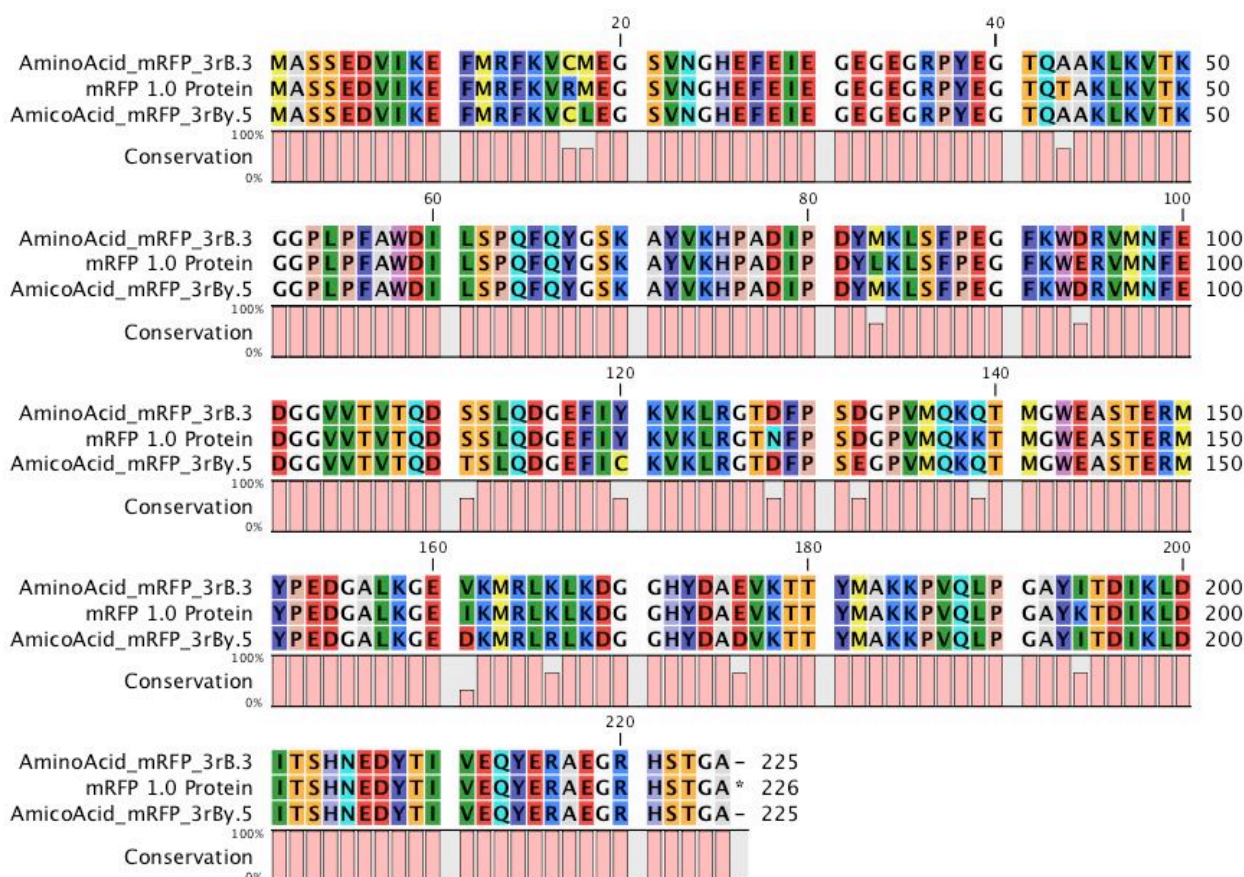 20 40
AminoAcid_mRFP_3rB.3 MASSEDVIKE FMRFKVCMEG SVNGHEFEIE GEGEGRPYEG TQAAKLKVTK 50
mRFP 1.0 Protein MASSEDVIKE FMRFKVRMEG SVNGHEFEIE GEGEGRPYEG TQTAKLKVTK 50
AmicoAcid_mRFP_3rBy.5 MASSEDVIKE FMRFKVCLEG SVNGHEFEIE GEGEGRPYEG TQAAKLKVTK 50
100%
Conservation
0%
60 80 100
AminoAcid_mRFP_3rB.3 GGPLPFAWDI LSPQFQYGSK AYVKHPADIP DYMKLSFPEG FKWDRVMNFE 100
mRFP 1.0 Protein GGPLPFAWDI LSPQFQYGSK AYVKHPADIP DYLKLSFPEG FKWERVMNFE 100
AmicoAcid_mRFP_3rBy.5 GGPLPFAWDI LSPQFQYGSK AYVKHPADIP DYMKLSFPEG FKWDRVMNFE 100
100%
Conservation
0%
120 140
AminoAcid_mRFP_3rB.3 DGGVVTVTQD SSLQDGEFIY KVKLRGTDFP SDGPVMQKQT MGWEASTERM 150
mRFP 1.0 Protein DGGVVTVTQD SSLQDGEFIY KVKLRGTNFP SDGPVMQKKT MGWEASTERM 150
AmicoAcid_mRFP_3rBy.5 DGGVVTVTQD TSLQDGEFIC KVKLRGTDFP SEGPVMQKQT MGWEASTERM 150
100%
Conservation
0%
160 180 200
AminoAcid_mRFP_3rB.3 YPEDGALKGE VKMRLKLKDG GHYDAEVKTT YMAKKPVQLP GAYITDIKLD 200
mRFP 1.0 Protein YPEDGALKGE IKMRLKLKDG GHYDAEVKTT YMAKKPVQLP GAYKTDIKLD 200
AmicoAcid_mRFP_3rBy.5 YPEDGALKGE DKMRLRLKDG GHYDADVKTT YMAKKPVQLP GAYITDIKLD 200
100%
Conservation
0%
220
AminoAcid_mRFP_3rB.3 ITSHNEDYTI VEQYERAEGR HSTGA- 225
mRFP 1.0 Protein ITSHNEDYTI VEQYERAEGR HSTGA* 226
AmicoAcid_mRFP_3rBy.5 ITSHNEDYTI VEQYERAEGR HSTGA- 225
100%
Conservation
0%